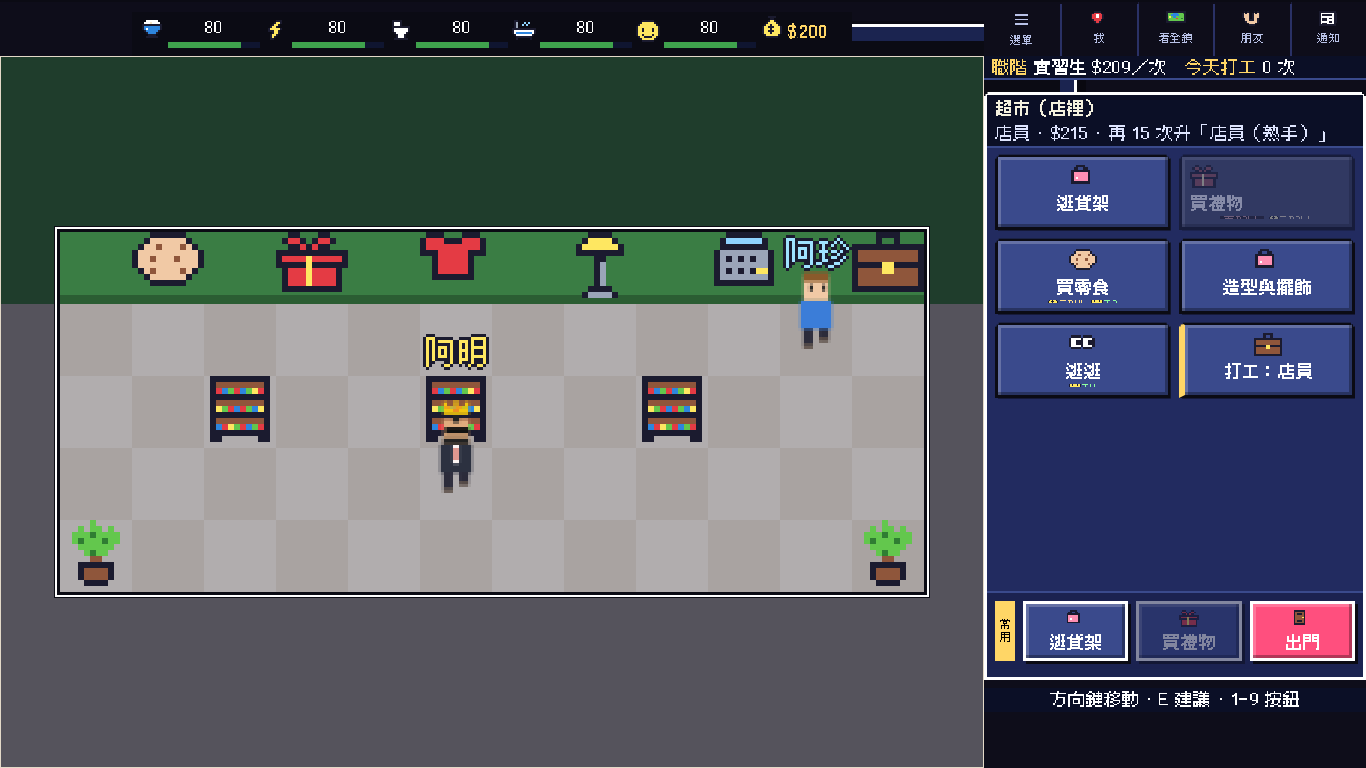 80
80
80
80
80
$200
選單
我
看全鎮
朋友
通知
職階 實習生 $209／次 今天打工 0 次
超市（店裡）
店員 · $215 · 再 15 次升「店員（熟手）」
逛貨架
買禮物
買零食
造型與擺飾
逛逛
打工：店員
阿珍
阿明
常用
逛貨架
買禮物
出門
方向鍵移動 · E 建議 · 1-9 按鈕